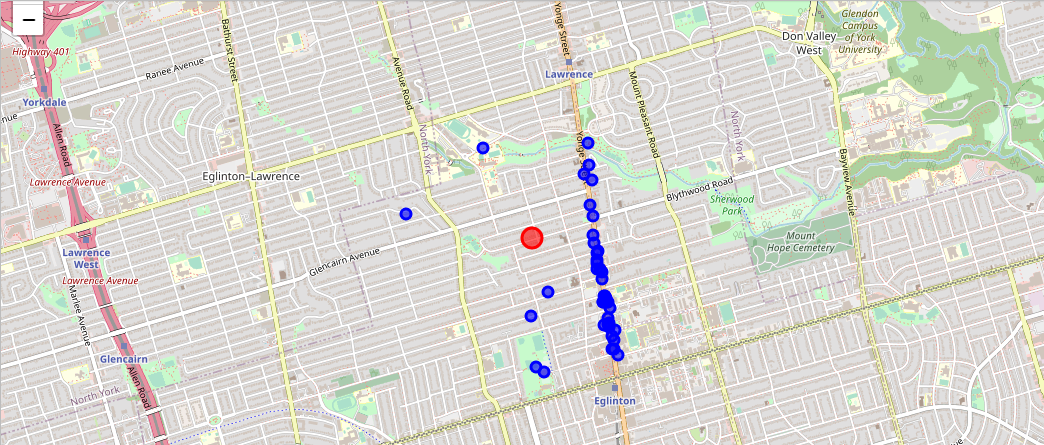 −
Highway 401
Ranee Avenue
Bathurst Street
Avenue Road
Yonge Street
Lawrence
Don Valley
West
Glendon
Campus
of York
University
Yorkdale
nue
Allen Road
North York
Mount Pleasant Road
North York
Yonge
Lawrence Avenue
Eglinton–Lawrence
Blythwood Road
Bayview Avenue
Sherwood
Park
Mount
Hope Cemetery
Lawrence
West
Lawrence Avenue
Glencairn Avenue
Marlee Avenue
Glencairn
Allen Road
North York
Eglinton